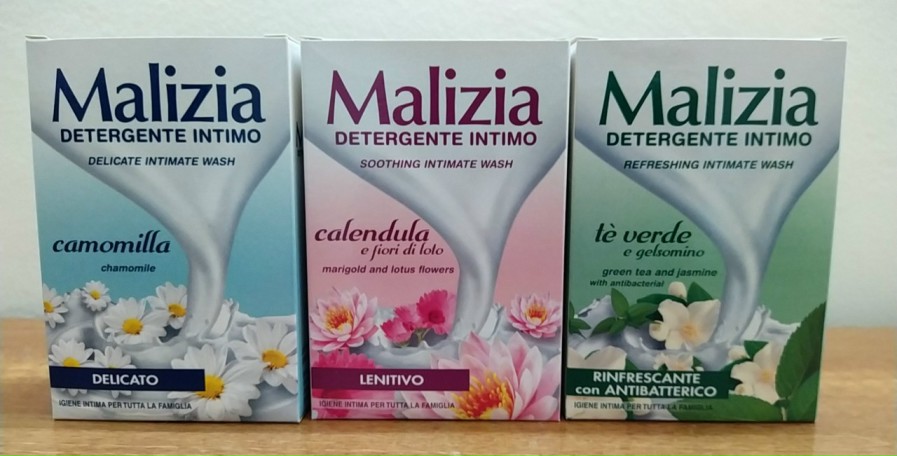 Malizia
DETERGENTE INTIMO
DELICATE INTIMATE WASH
camomilla
chamomile
DELICATO
IGIENE INTIMA PER TUTTA LA FAMIGLIA
Malizia
DETERGENTE INTIMO
SOOTHING INTIMATE WASH
calendula
e fiori di loto
marigold and lotus flowers
LENITIVO
IGIENE INTIMA PER TUTTA LA FAMIGLIA
Malizia
DETERGENTE INTIMO
REFRESHING INTIMATE WASH
tè verde
e gelsomino
green tea and jasmine
with antibacterial
RINFRESCANTE
con ANTIBATTERICO
IGIENE INTIMA PER TUTTA LA FAMIGLIA